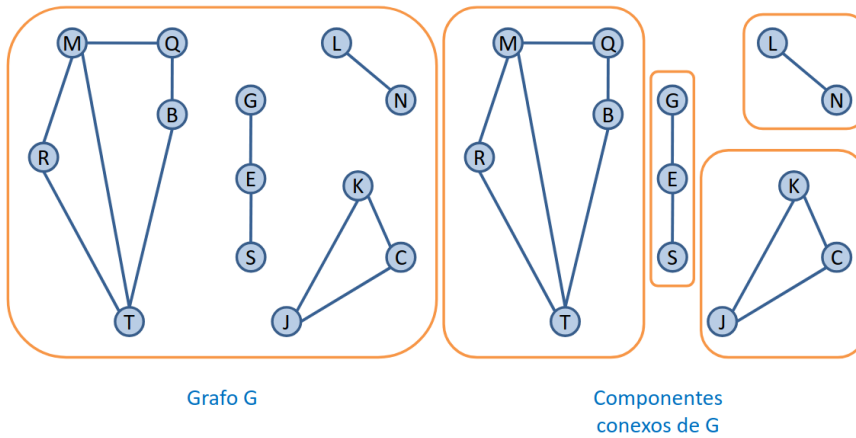 M Q L
G N
B
R
E K
S C
T J
Grafo G
M Q L
G N
B
R
E K
S C
T J
Componentes
conexos de G